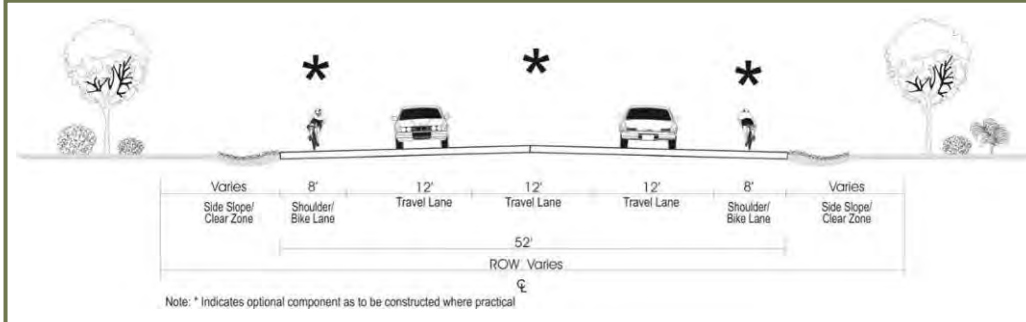 * * *
Varies 8' 12' 12' 12' 8' Varies
Side Slope/ Shoulder/ Travel Lane Travel Lane Travel Lane Shoulder/ Side Slope/
Clear Zone Bike Lane Bike Lane Clear Zone
52'
ROW Varies
℄
Note: * Indicates optional component as to be constructed where practical